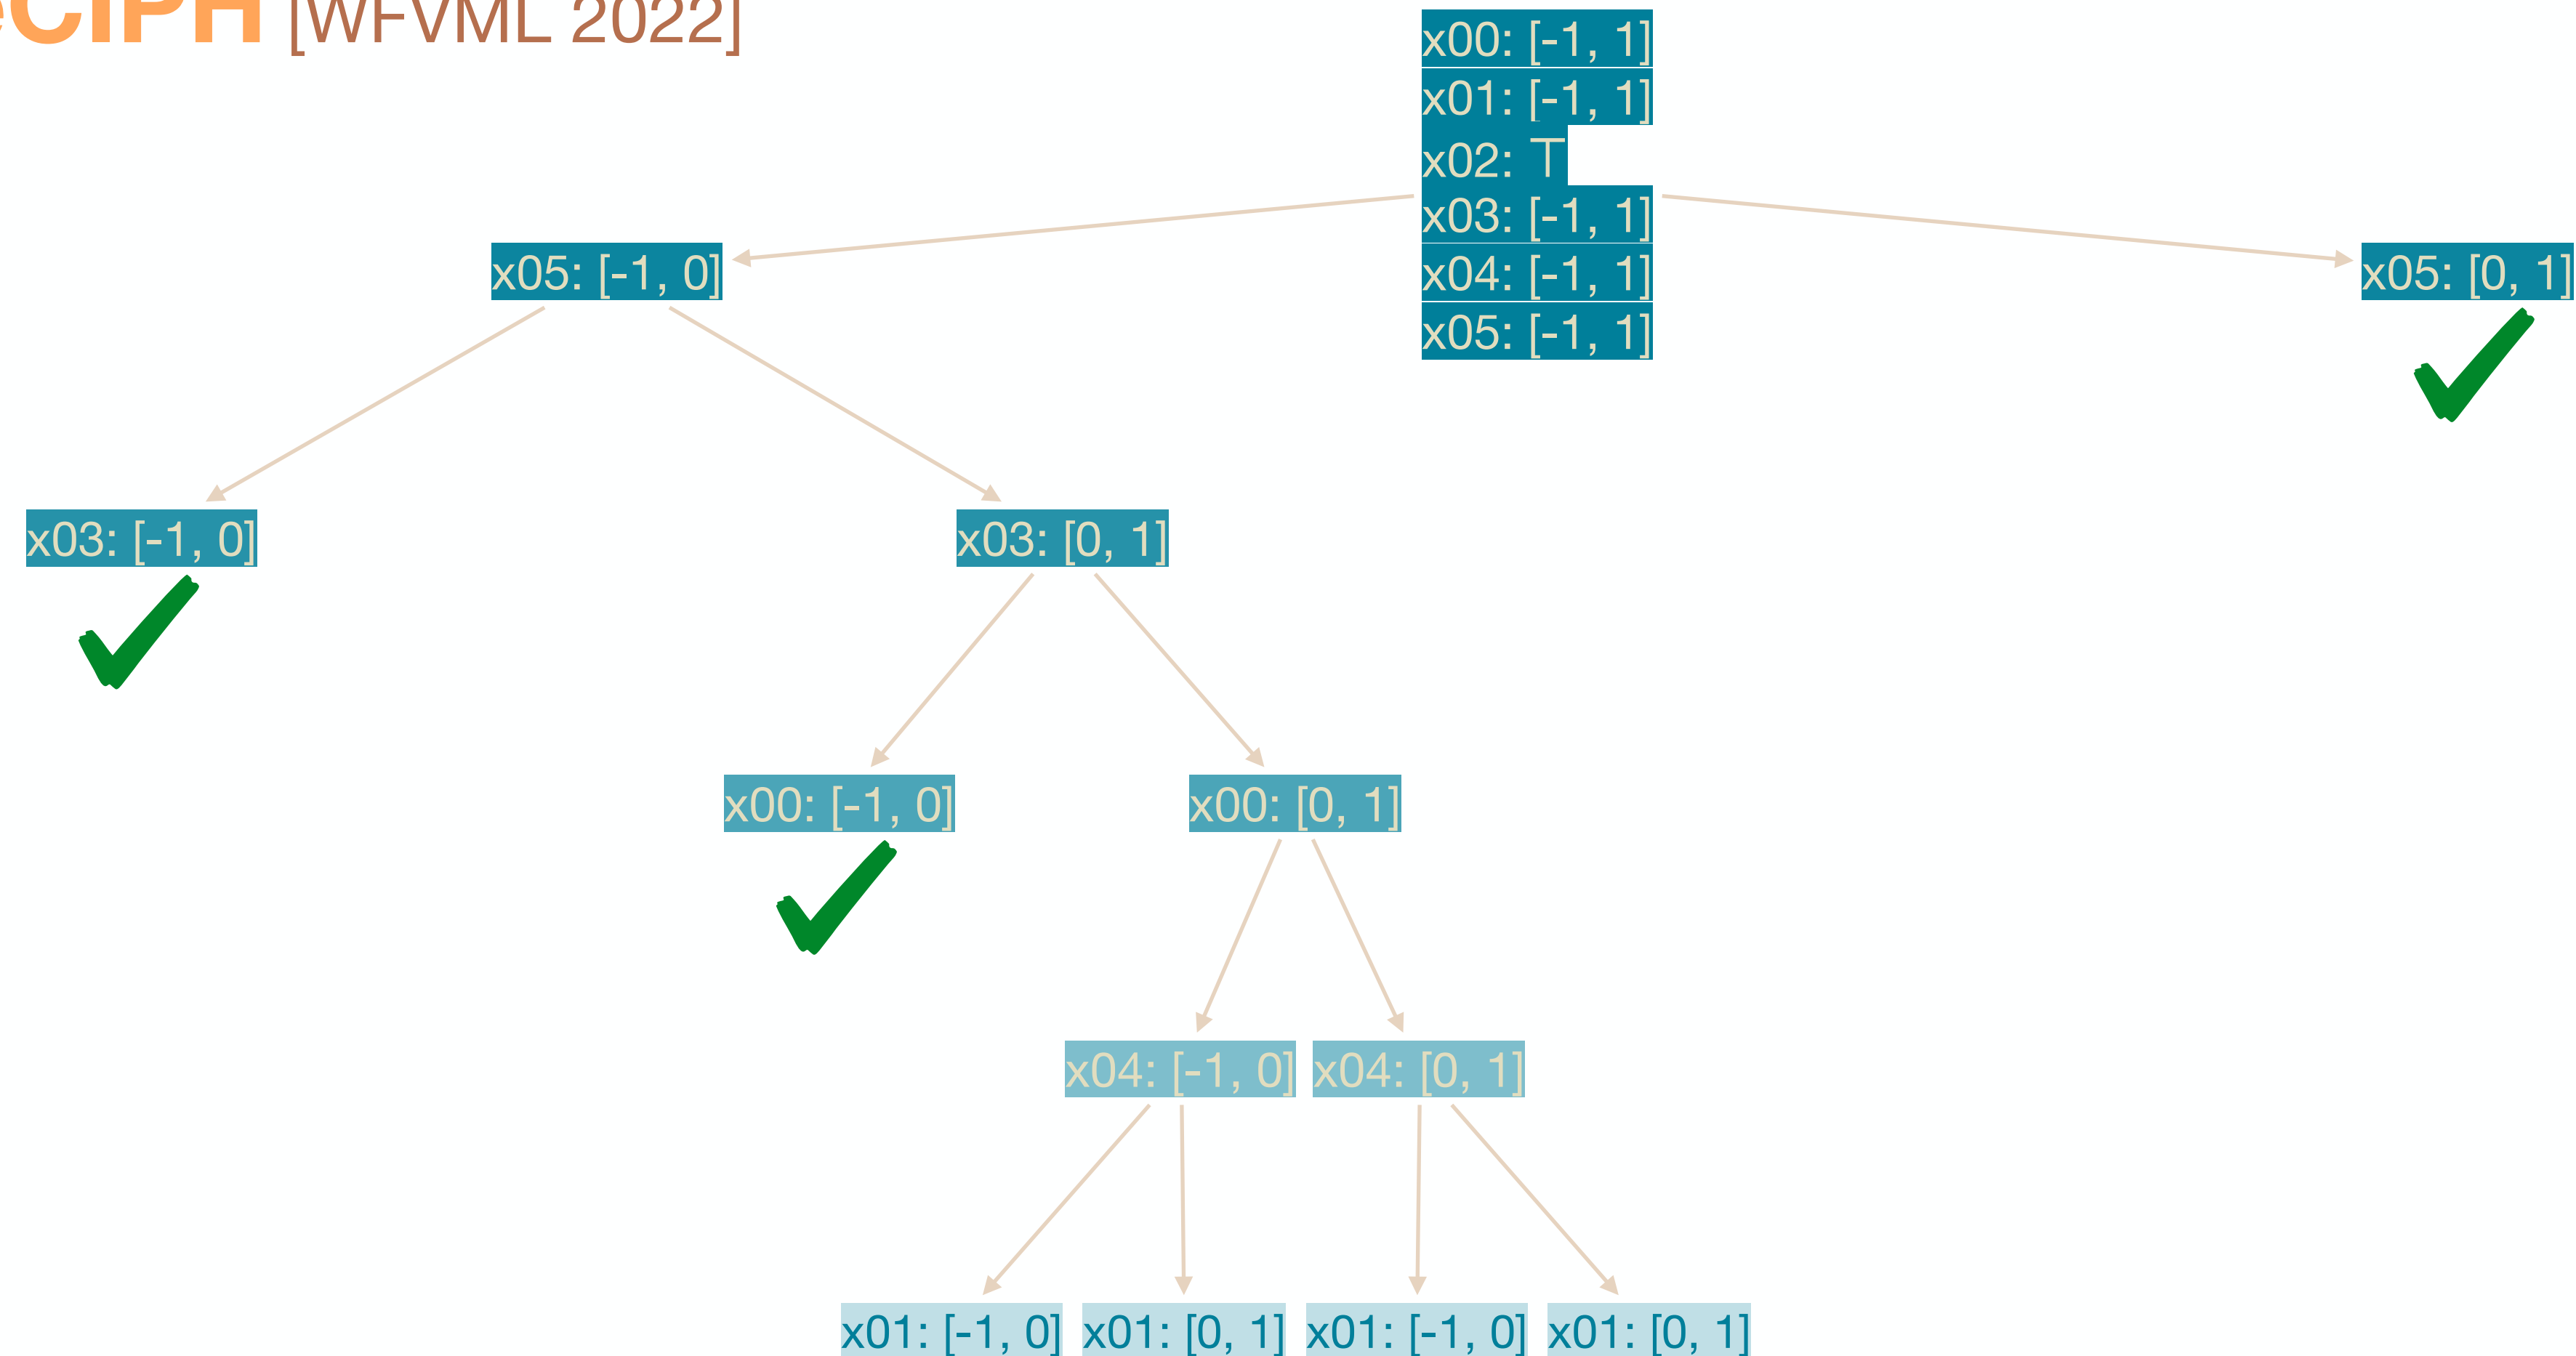 eCIPH [WFVML 2022]
x00: [-1, 1]
x01: [-1, 1]
x02: ⊤
x03: [-1, 1]
x04: [-1, 1]
x05: [-1, 1]
x05: [-1, 0]
x05: [0, 1]
x03: [-1, 0]
x03: [0, 1]
x00: [-1, 0]
x00: [0, 1]
x04: [-1, 0]
x04: [0, 1]
x01: [-1, 0]
x01: [0, 1]
x01: [-1, 0]
x01: [0, 1]